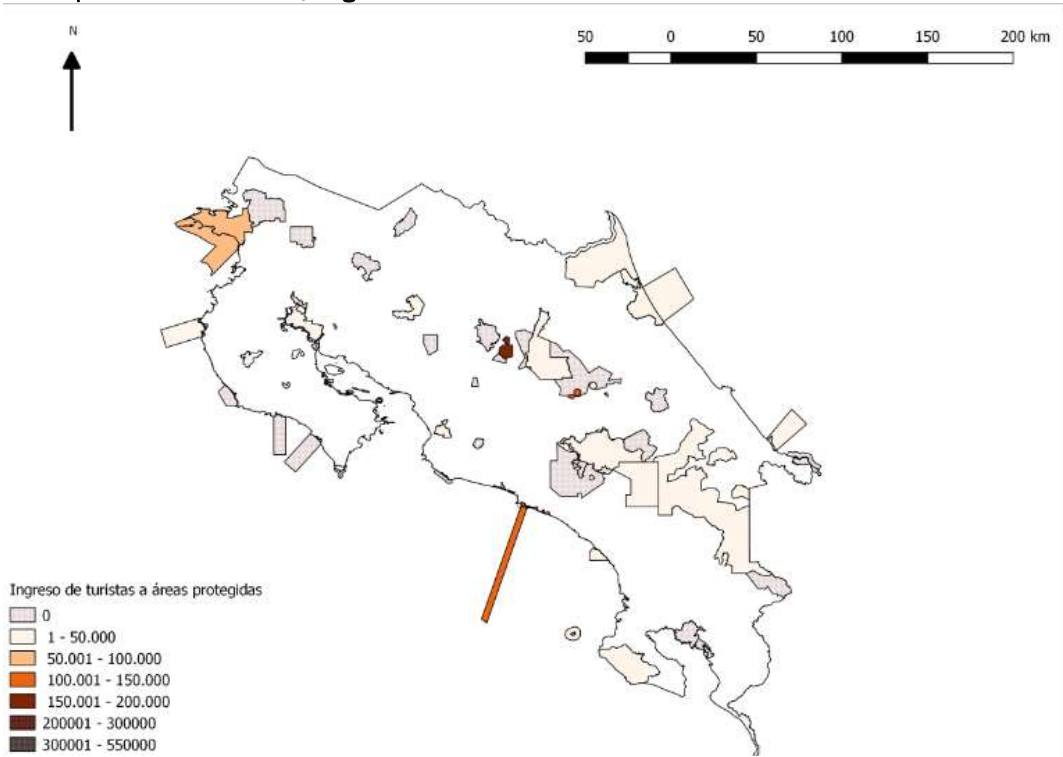 N
50 0 50 100 150 200 km
Ingreso de turistas a áreas protegidas
0
1 - 50.000
50.001 - 100.000
100.001 - 150.000
150.001 - 200.000
200001 - 300000
300001 - 550000